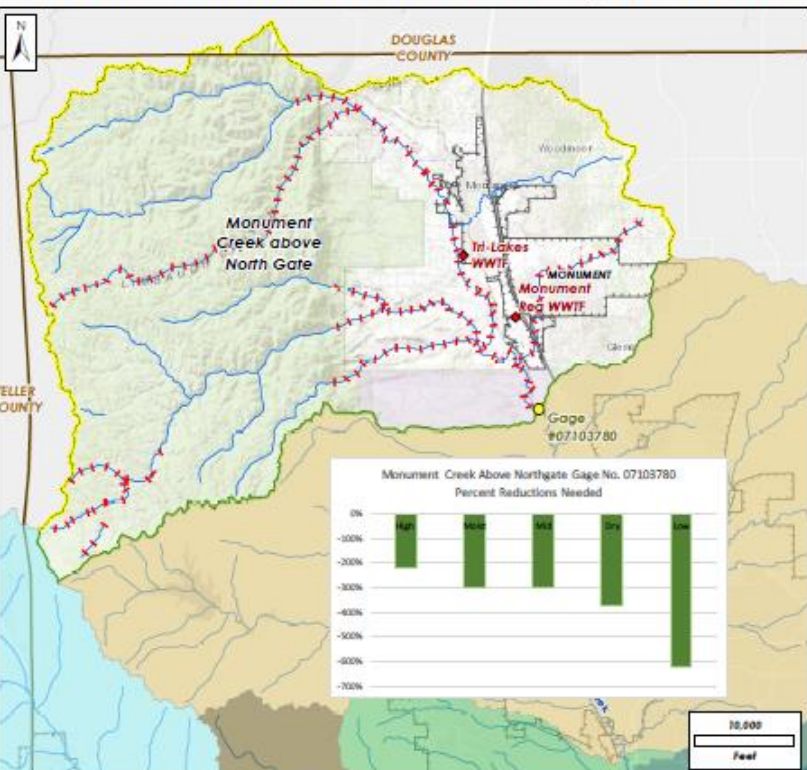 N
DOUGLAS
COUNTY
Woodmoor
Monument
Creek above
North Gate
Tri-Lakes
WWTF
MONUMENT
Monument
Reg WWTF
COUNTY
Gage
#07103780
Monument Creek Above Northgate Gage No. 07103780
Percent Reductions Needed
0%
-100%
-200%
-300%
-400%
-500%
-600%
-700%
High
Moist
Mid
Dry
Low
10,000
Feet